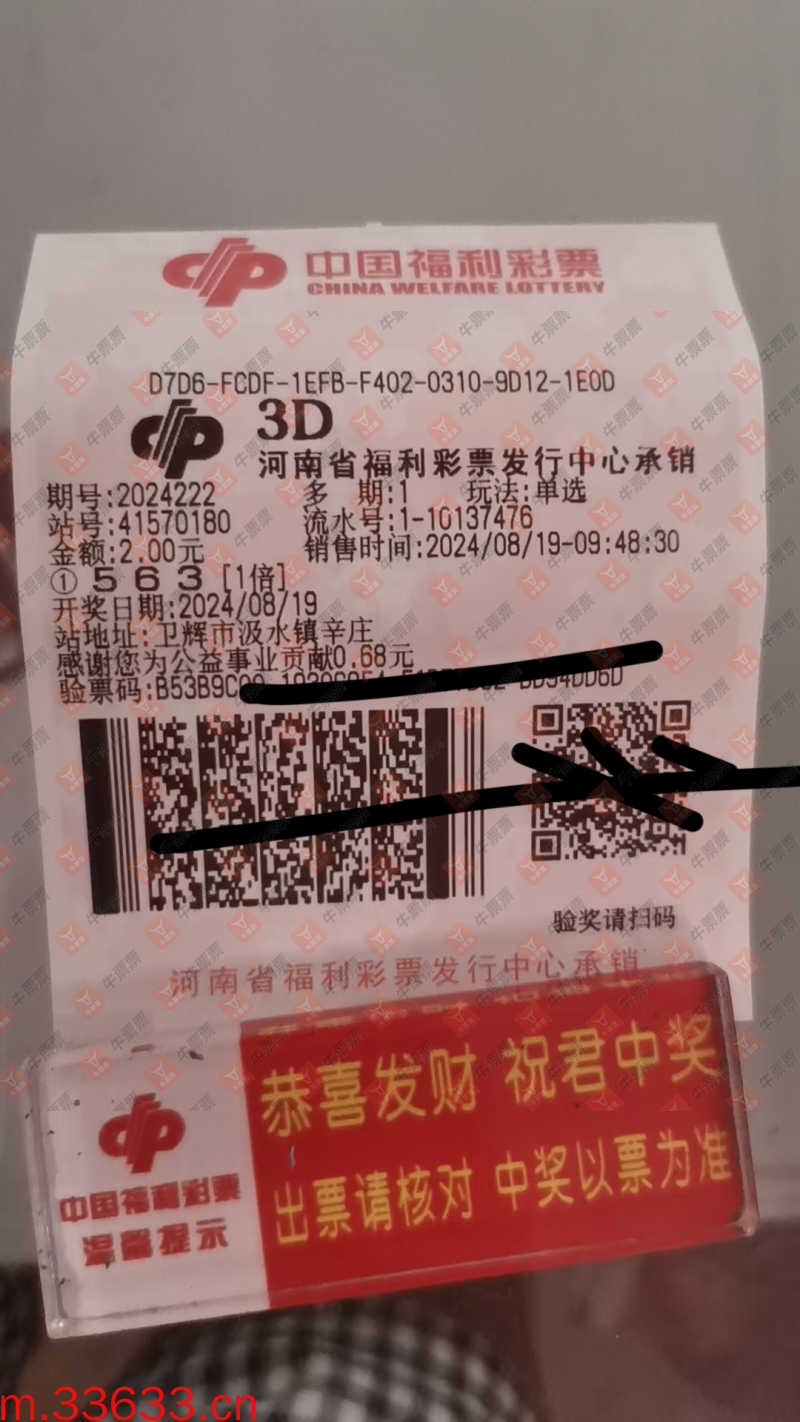 中国福利彩票
CHINA WELFARE LOTTERY
D7D6-FCDF-1EFB-F402-0310-9D12-1E0D
3D
河南省福利彩票发行中心承销
期号:2024222 多 期:1 玩法:单选
站号:41570180 流水号:1-10137476
金额:2.00元 销售时间:2024/08/19-09:48:30
① 5 6 3 [1倍]
开奖日期:2024/08/19
站地址:卫辉市汲水镇辛庄
感谢您为公益事业贡献0.68元
验票码:B53B9C
验奖请扫码
河南省福利彩票发行中心承销
恭喜发财 祝君中奖
出票请核对 中奖以票为准
中国福利彩票
温馨提示
牛票票
m.33633.cn